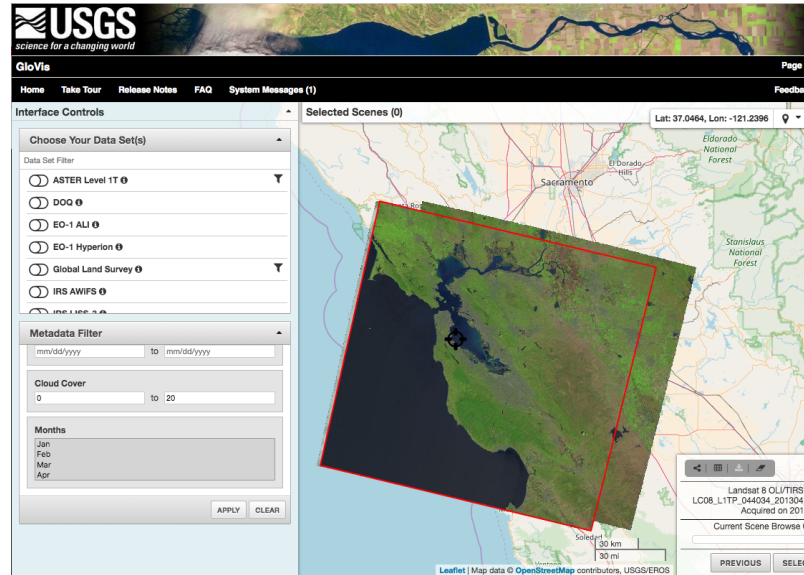 USGS
science for a changing world
GloVis
Page
Home Take Tour Release Notes FAQ System Messages (1)
Feedba
Interface Controls
Selected Scenes (0)
Lat: 37.0464, Lon: -121.2396
Choose Your Data Set(s)
Data Set Filter
ASTER Level 1T
DOQ
EO-1 ALI
EO-1 Hyperion
Global Land Survey
IRS AWiFS
IRS LISS-3
Metadata Filter
mm/dd/yyyy to mm/dd/yyyy
Cloud Cover
0 to 20
Months
Jan
Feb
Mar
Apr
APPLY CLEAR
Eldorado
National
Forest
El Dorado
Hills
Sacramento
Stanislaus
National
Forest
Soledad
30 km
30 mi
Landsat 8 OLI/TIRS
LC08_L1TP_044034_201304
Acquired on 201
Current Scene Browse
PREVIOUS SELE
Leaflet | Map data © OpenStreetMap contributors, USGS/EROS